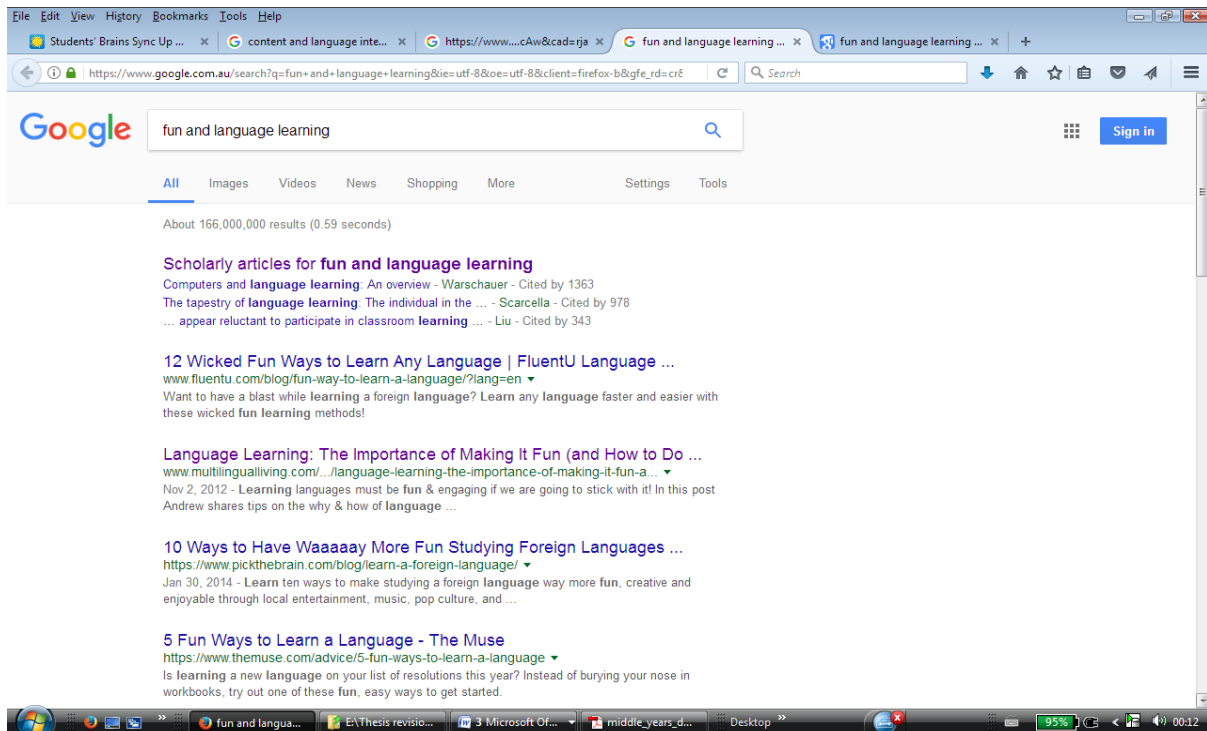 File Edit View History Bookmarks Tools Help
Students' Brains Sync Up ... × content and language inte... × https://www....cAw&cad=rja × fun and language learning ... × fun and language learning ... × +
https://www.google.com.au/search?q=fun+and+language+learning&ie=utf-8&oe=utf-8&client=firefox-b&gfe_rd=cr& Search
Google fun and language learning Sign in
All Images Videos News Shopping More Settings Tools
About 166,000,000 results (0.59 seconds)
Scholarly articles for fun and language learning
Computers and language learning: An overview - Warschauer - Cited by 1363
The tapestry of language learning: The individual in the ... - Scarcella - Cited by 978
... appear reluctant to participate in classroom learning ... - Liu - Cited by 343
12 Wicked Fun Ways to Learn Any Language | FluentU Language ...
www.fluentu.com/blog/fun-way-to-learn-a-language/?lang=en
Want to have a blast while learning a foreign language? Learn any language faster and easier with
these wicked fun learning methods!
Language Learning: The Importance of Making It Fun (and How to Do ...
www.multilingualliving.com/.../language-learning-the-importance-of-making-it-fun-a...
Nov 2, 2012 - Learning languages must be fun & engaging if we are going to stick with it! In this post
Andrew shares tips on the why & how of language ...
10 Ways to Have Waaaaay More Fun Studying Foreign Languages ...
https://www.pickthebrain.com/blog/learn-a-foreign-language/
Jan 30, 2014 - Learn ten ways to make studying a foreign language way more fun, creative and
enjoyable through local entertainment, music, pop culture, and ...
5 Fun Ways to Learn a Language - The Muse
https://www.themuse.com/advice/5-fun-ways-to-learn-a-language
Is learning a new language on your list of resolutions this year? Instead of burying your nose in
workbooks, try out one of these fun, easy ways to get started.
fun and langua... E:\Thesis revisio... 3 Microsoft Of... middle_years_d... Desktop 95% 00:12